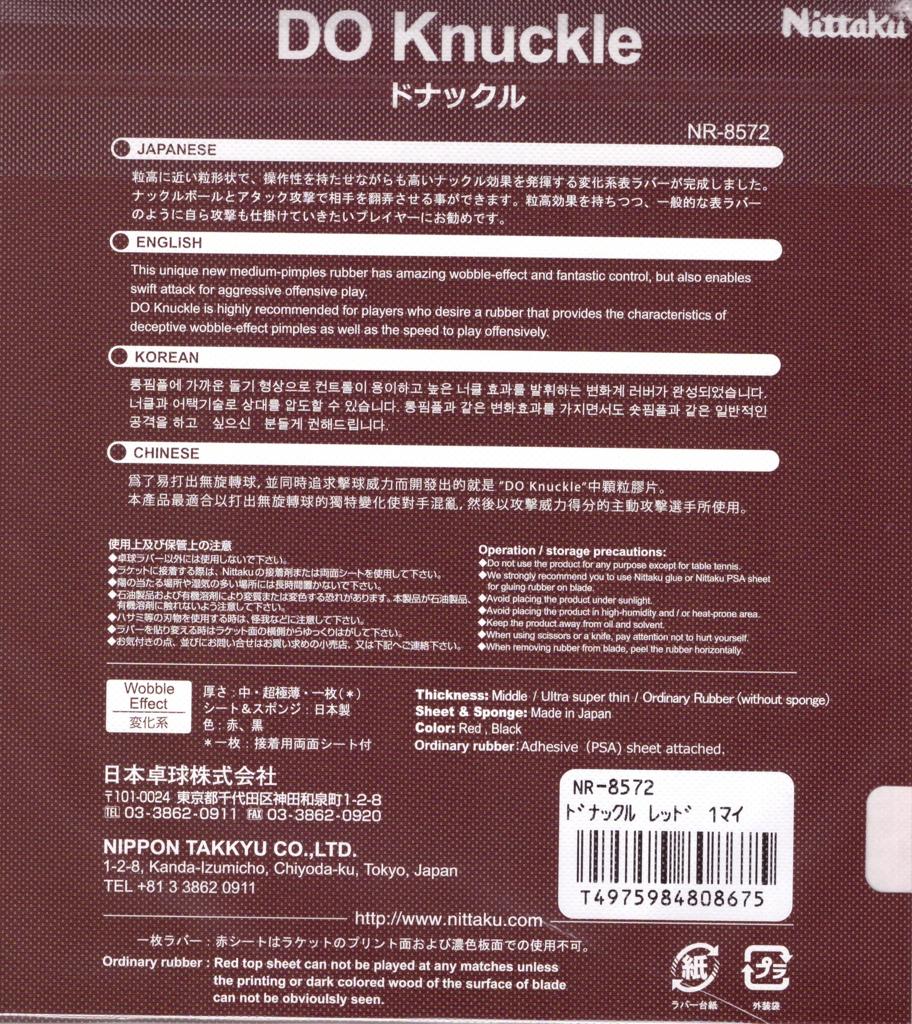 DO Knuckle
Nittaku
ドナックル
NR-8572
JAPANESE
粒高に近い粒形状で、操作性を持たせながらも高いナックル効果を発揮する変化系表ラバーが完成しました。
ナックルボールとアタック攻撃で相手を翻弄させる事ができます。粒高効果を持ちつつ、一般的な表ラバー
のように自ら攻撃も仕掛けていきたいプレイヤーにお勧めです。
ENGLiSH
This unique new medium-pimples rubber has amazing wobble-effect and fantastic control, but also enables
swift attack for aggressive offensive play.
DO Knuckle is highly recommended for players who desire a rubber that provides the characteristics of
deceptive wobble-effect pimples as well as the speed to play offensively.
KOREAN
롱핌플에 가까운 돌기 형상으로 컨트롤이 용이하고 높은 너클 효과를 발휘하는 변화계 러버가 완성되었습니다.
너클과 어택기술로 상대를 압도할 수 있습니다. 롱핌플과 같은 변화효과를 가지면서도 숏핌플과 같은 일반적인
공격을 하고 싶으신 분들게 권해드립니다.
CHINESE
爲了易打出無旋轉球, 並同時追求擊球威力而開發出的就是 "DO Knuckle"中顆粒膠片。
本產品最適合以打出無旋轉球的獨特變化使對手混亂, 然後以攻擊威力得分的主動攻擊選手所使用。
使用上及び保管上の注意
◆卓球ラバー以外には使用しないで下さい。
◆ラケットに接着する際は、Nittakuの接着剤または両面シートを使用して下さい。
◆陽の当たる場所や湿気の多い場所には長時間置かないで下さい。
◆石油製品および有機溶剤により変質または変色する恐れがあります。本製品が石油製品、
有機溶剤に触れないよう注意して下さい。
◆ハサミ等の刃物を使用する時は、怪我などに注意して下さい。
◆ラバーを貼り変える時はラケット面の横側からゆっくりはがして下さい。
◆お気付きの点、並びにお問い合せはお買い求めの小売店、又は下記へご連絡下さい。
Operation / storage precautions:
◆Do not use the product for any purpose except for table tennis.
◆We strongly recommend you to use Nittaku glue or Nittaku PSA sheet
for gluing rubber on blade.
◆Avoid placing the product under sunlight.
◆Avoid placing the product in high-humidity and / or heat-prone area.
◆Keep the product away from oil and solvent.
◆When using scissors or a knife, pay attention not to hurt yourself.
◆When removing rubber from blade, peel the rubber horizontally.
Wobble
Effect
変化系
厚さ : 中・超極薄・一枚(*)
シート&スポンジ : 日本製
色 : 赤、黒
*一枚 : 接着用両面シート付
Thickness: Middle / Ultra super thin / Ordinary Rubber (without sponge)
Sheet & Sponge: Made in Japan
Color: Red , Black
Ordinary rubber : Adhesive (PSA) sheet attached.
日本卓球株式会社
〒101-0024 東京都千代田区神田和泉町1-2-8
TEL 03-3862-0911 FAX 03-3862-0920
NIPPON TAKKYU CO.,LTD.
1-2-8, Kanda-Izumicho, Chiyoda-ku, Tokyo, Japan
TEL +81 3 3862 0911
NR-8572
ドナックル レッド 1マイ
T4975984808675
http://www.nittaku.com
一枚ラバー : 赤シートはラケットのプリント面および濃色板面での使用不可。
Ordinary rubber : Red top sheet can not be played at any matches unless
the printing or dark colored wood of the surface of blade
can not be obvioulsly seen.
紙
ラバー台紙
プラ
外装袋